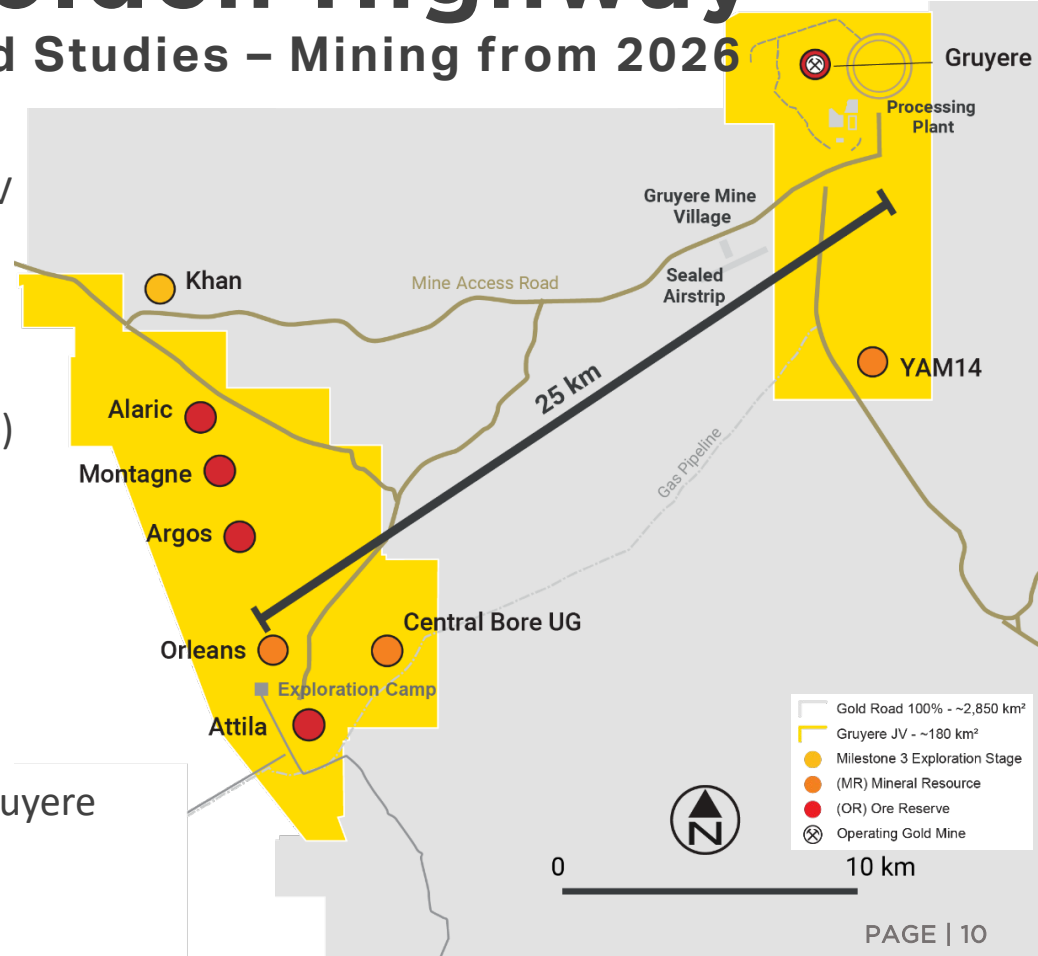 Golden Highway
d Studies – Mining from 2026
Gruyere
Processing
Plant
Gruyere Mine
Village
Sealed
Airstrip
Khan
Mine Access Road
25 km
YAM14
Alaric
)
Montagne
Gas Pipeline
Argos
Central Bore UG
Orleans
Exploration Camp
Attila
Gold Road 100% - ~2,850 km²
Gruyere JV - ~180 km²
Milestone 3 Exploration Stage
(MR) Mineral Resource
(OR) Ore Reserve
Operating Gold Mine
uyere
N
0 10 km
PAGE | 10